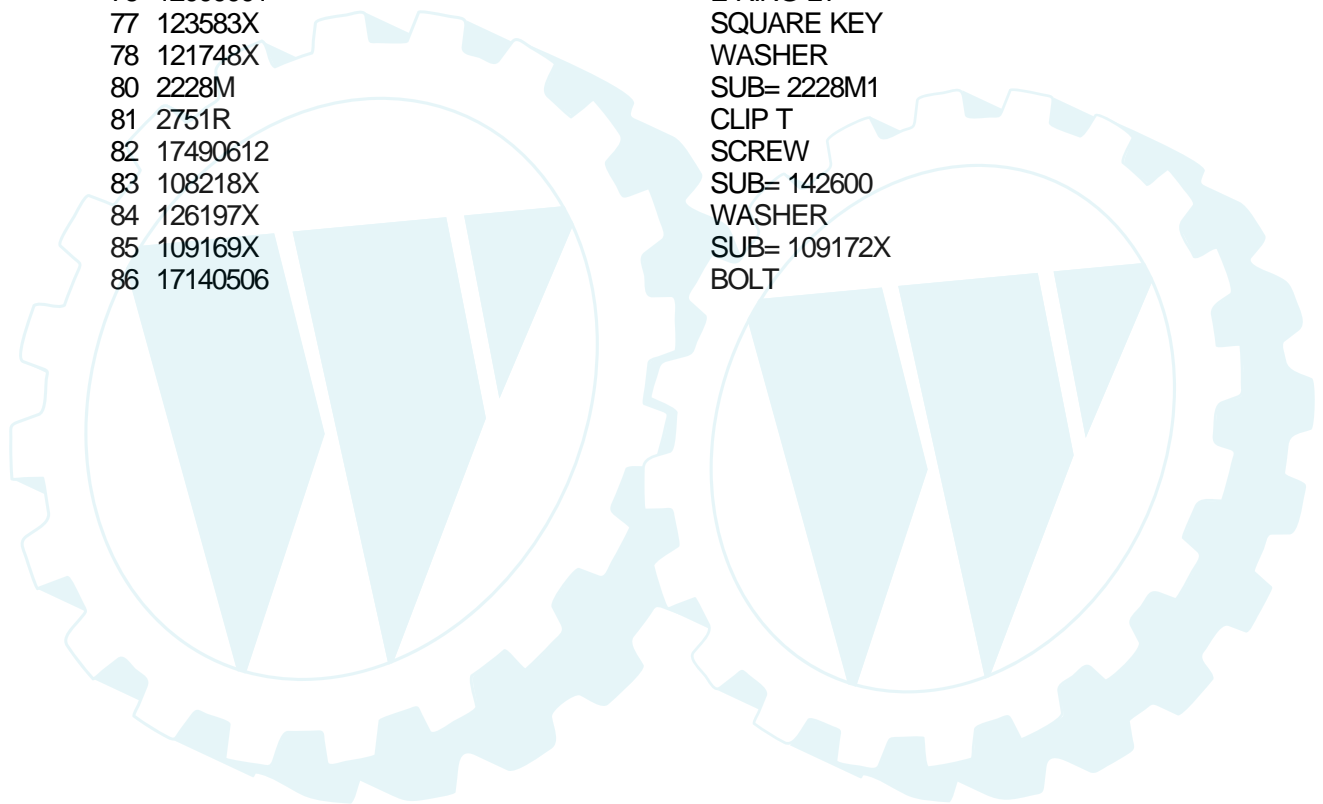 77 123583X SQUARE KEY
78 121748X WASHER
80 2228M SUB= 2228M1
81 2751R CLIP T
82 17490612 SCREW
83 108218X SUB= 142600
84 126197X WASHER
85 109169X SUB= 109172X
86 17140506 BOLT